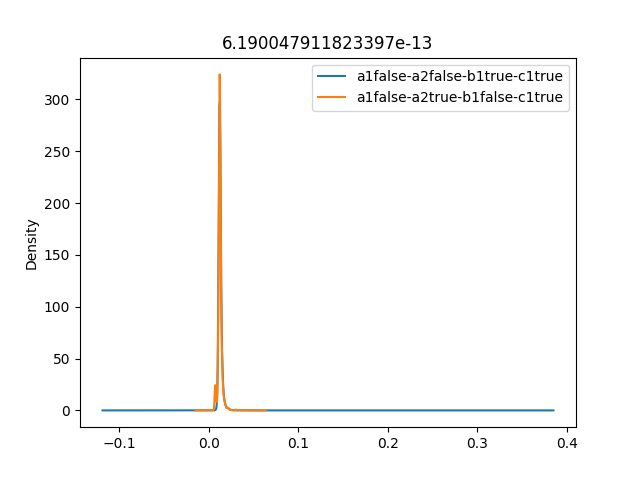 6.190047911823397e-13
a1false-a2false-b1true-c1true
a1false-a2true-b1false-c1true
Density
300
250
200
150
100
50
0
−0.1 0.0 0.1 0.2 0.3 0.4